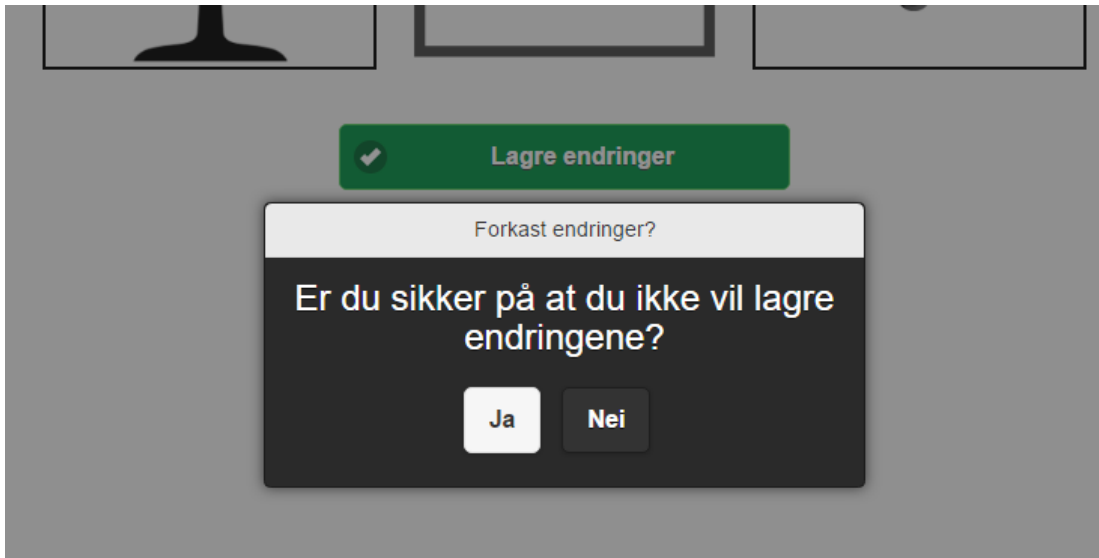 Lagre endringer
Forkast endringer?
Er du sikker på at du ikke vil lagre
endringene?
Ja Nei